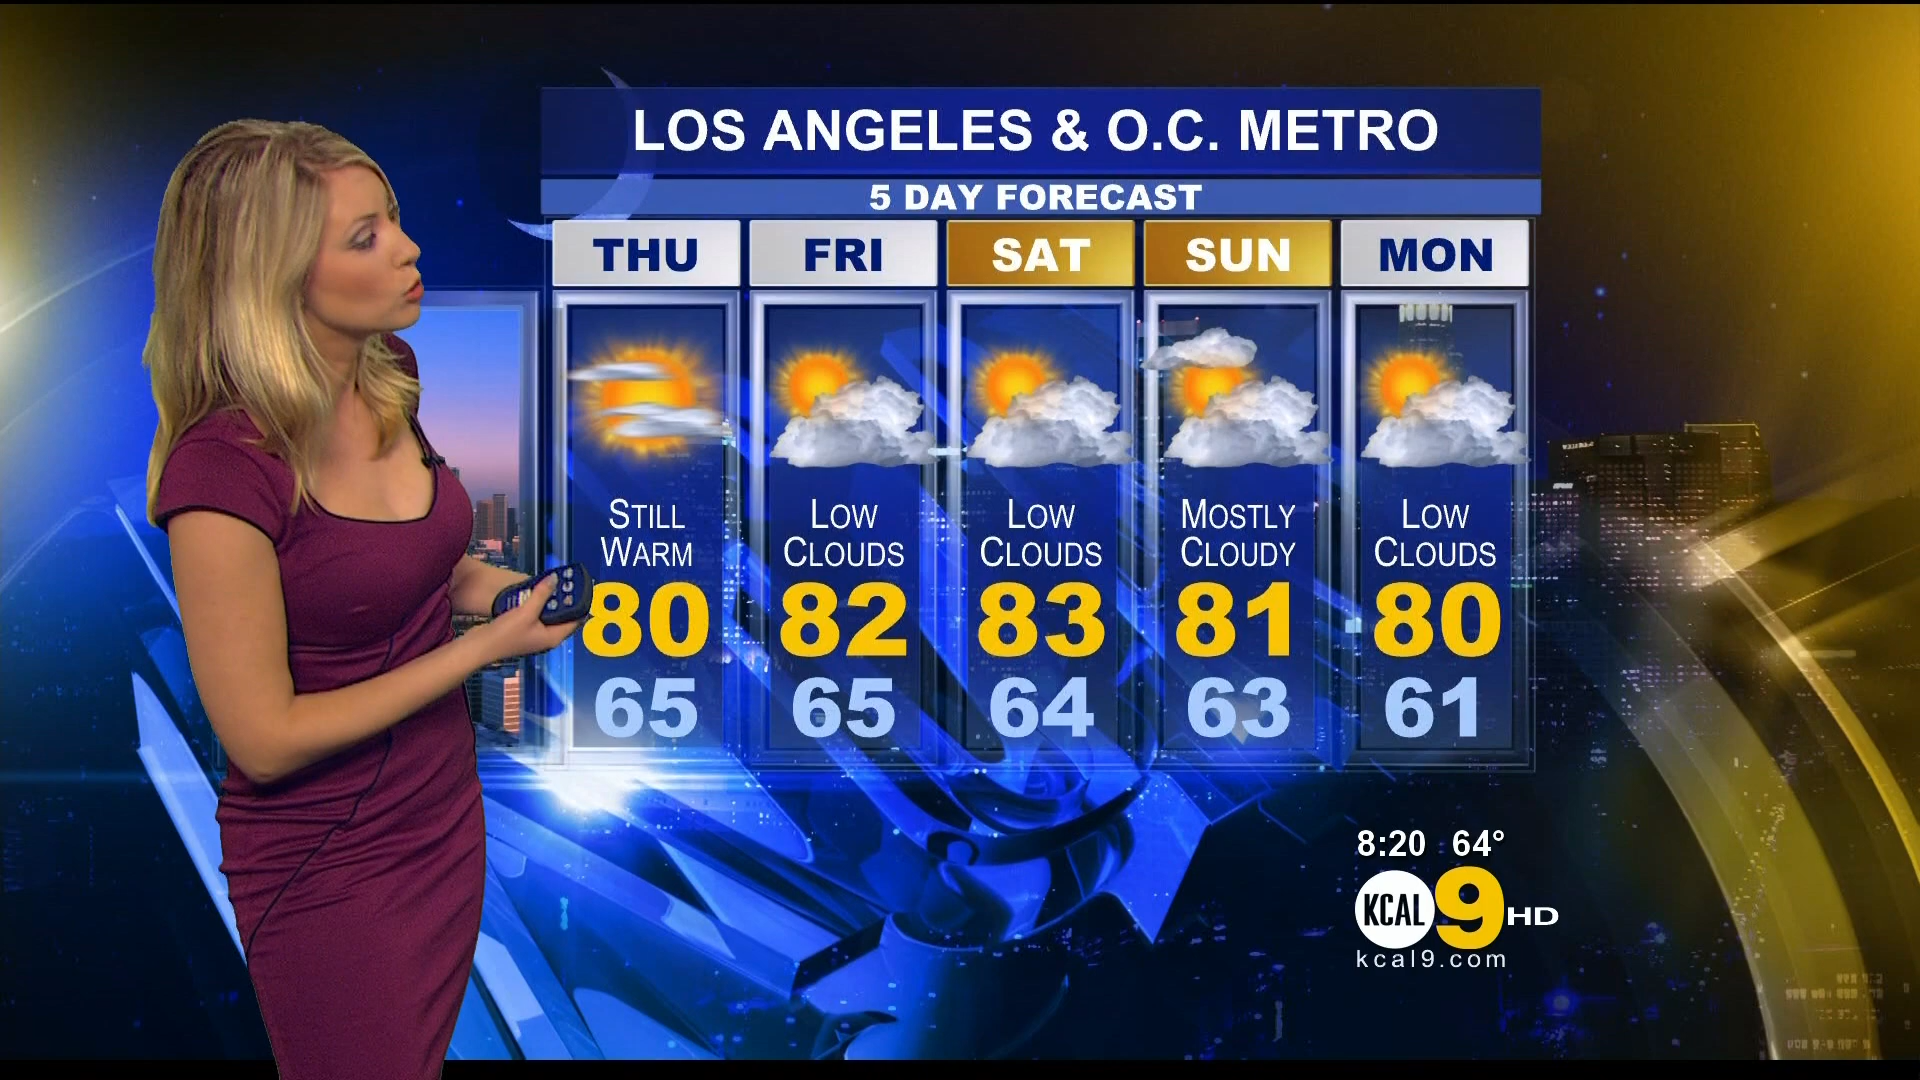 LOS ANGELES & O.C. METRO
5 DAY FORECAST
THU FRI SAT SUN MON
STILL WARM
LOW CLOUDS
LOW CLOUDS
MOSTLY CLOUDY
LOW CLOUDS
80 82 83 81 80
65 65 64 63 61
8:20 64°
KCAL 9 HD
kcal9.com